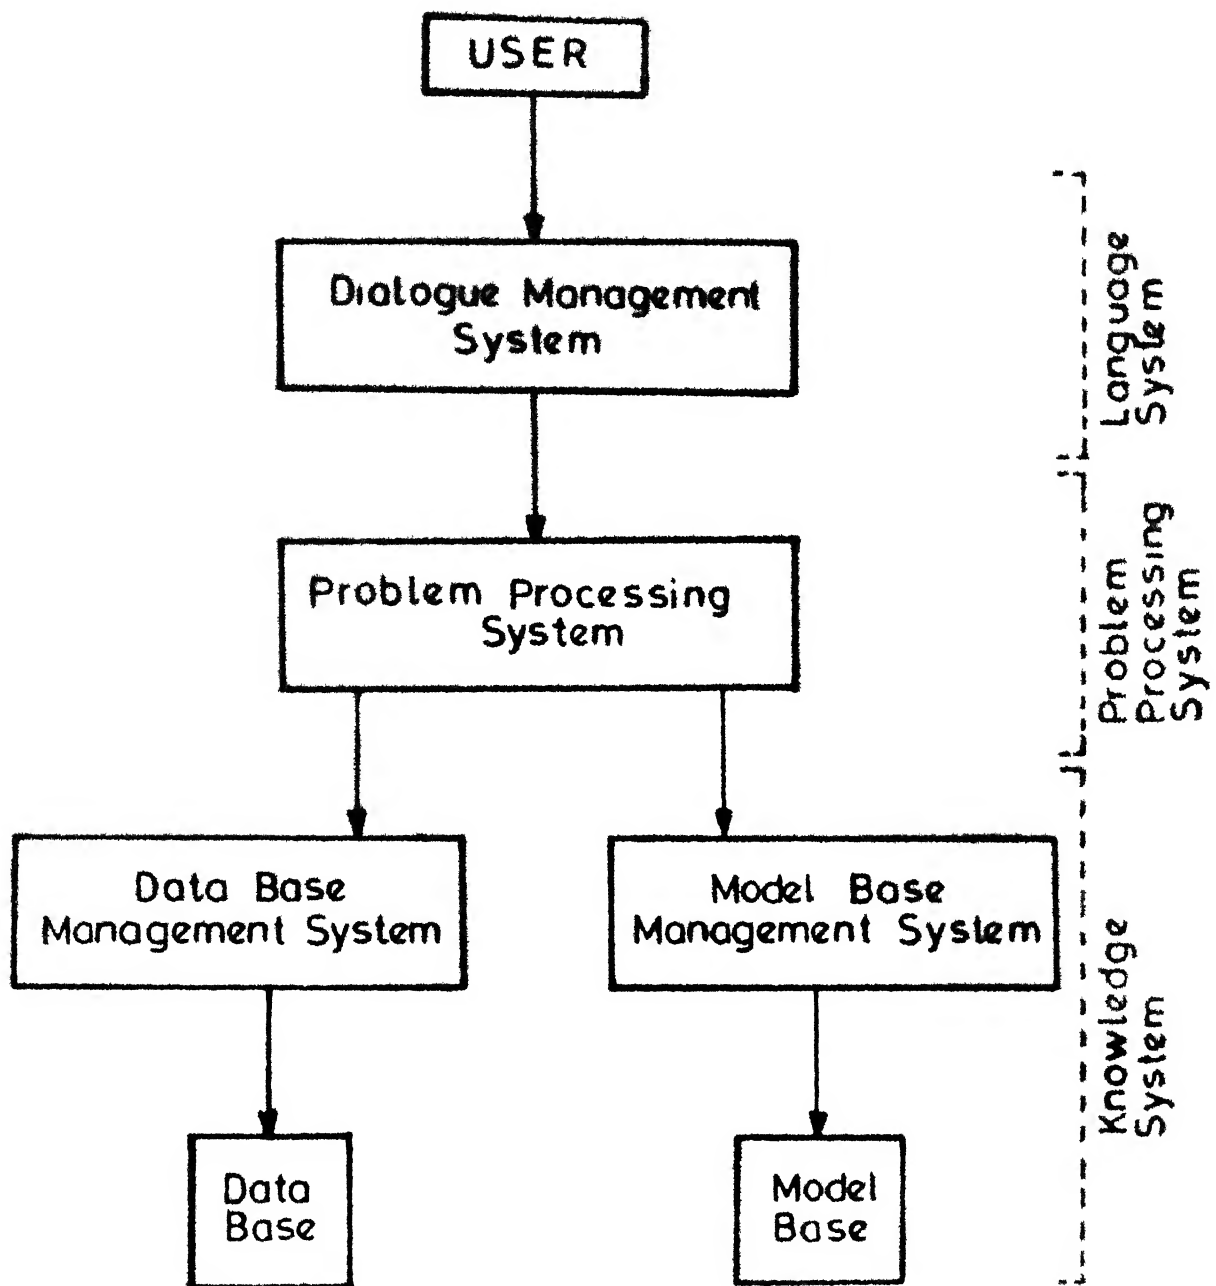 USER
Dialogue Management
System
Problem Processing
System
Data Base
Management System
Model Base
Management System
Data
Base
Model
Base
Language
System
Problem
Processing
System
Knowledge
System